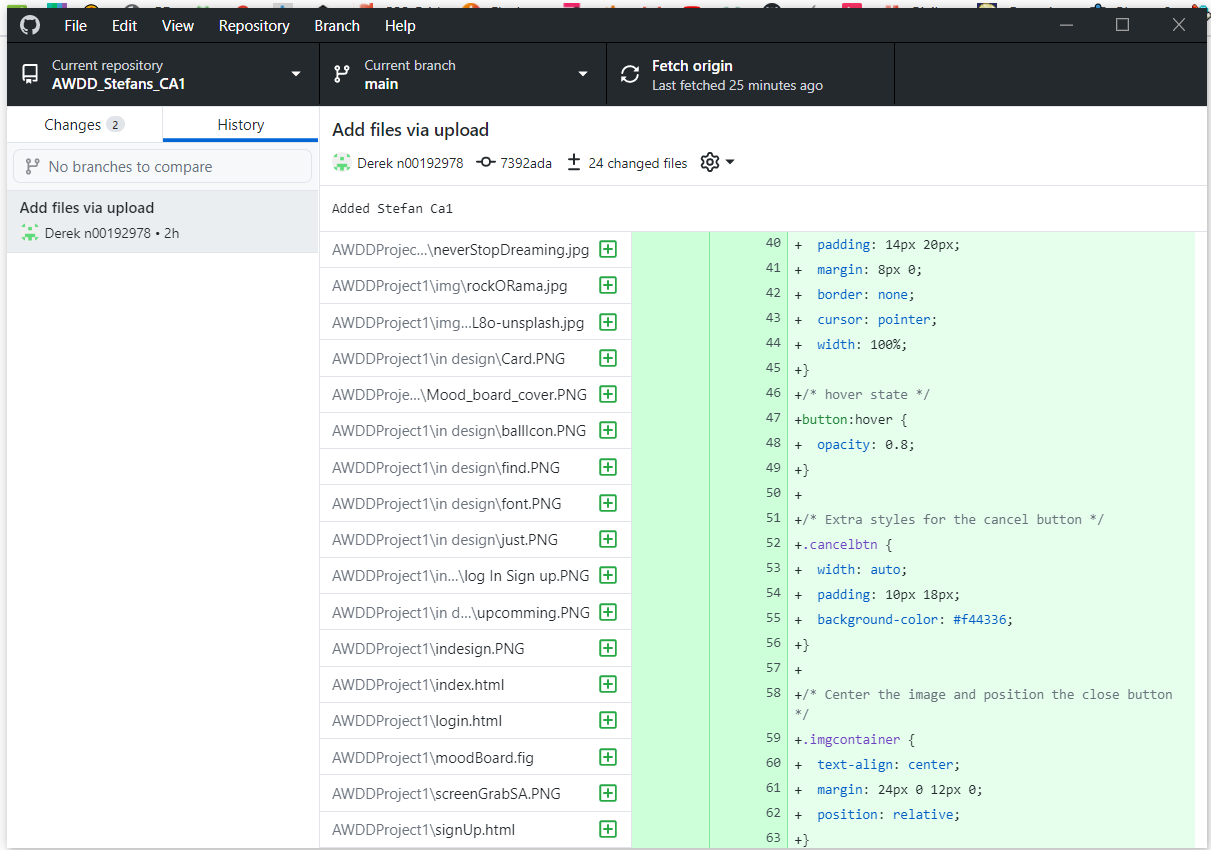 File Edit View Repository Branch Help
Current repository
AWDD_Stefans_CA1
Current branch
main
Fetch origin
Last fetched 25 minutes ago
Changes 2
History
No branches to compare
Add files via upload
Derek n00192978 • 2h
Add files via upload
Derek n00192978 7392ada 24 changed files
Added Stefan Ca1
AWDDProjec...\neverStopDreaming.jpg
AWDDProject1\img\rockORama.jpg
AWDDProject1\img...L8o-unsplash.jpg
AWDDProject1\in design\Card.PNG
AWDDProje...\Mood_board_cover.PNG
AWDDProject1\in design\ballIcon.PNG
AWDDProject1\in design\find.PNG
AWDDProject1\in design\font.PNG
AWDDProject1\in design\just.PNG
AWDDProject1\in...\log In Sign up.PNG
AWDDProject1\in d...\upcomming.PNG
AWDDProject1\indesign.PNG
AWDDProject1\index.html
AWDDProject1\login.html
AWDDProject1\moodBoard.fig
AWDDProject1\screenGrabSA.PNG
AWDDProject1\signUp.html
40 + padding: 14px 20px;
41 + margin: 8px 0;
42 + border: none;
43 + cursor: pointer;
44 + width: 100%;
45 +}
46 +/* hover state */
47 +button:hover {
48 + opacity: 0.8;
49 +}
50 +
51 +/* Extra styles for the cancel button */
52 +.cancelbtn {
53 + width: auto;
54 + padding: 10px 18px;
55 + background-color: #f44336;
56 +}
57 +
58 +/* Center the image and position the close button
*/
59 +.imgcontainer {
60 + text-align: center;
61 + margin: 24px 0 12px 0;
62 + position: relative;
63 +}